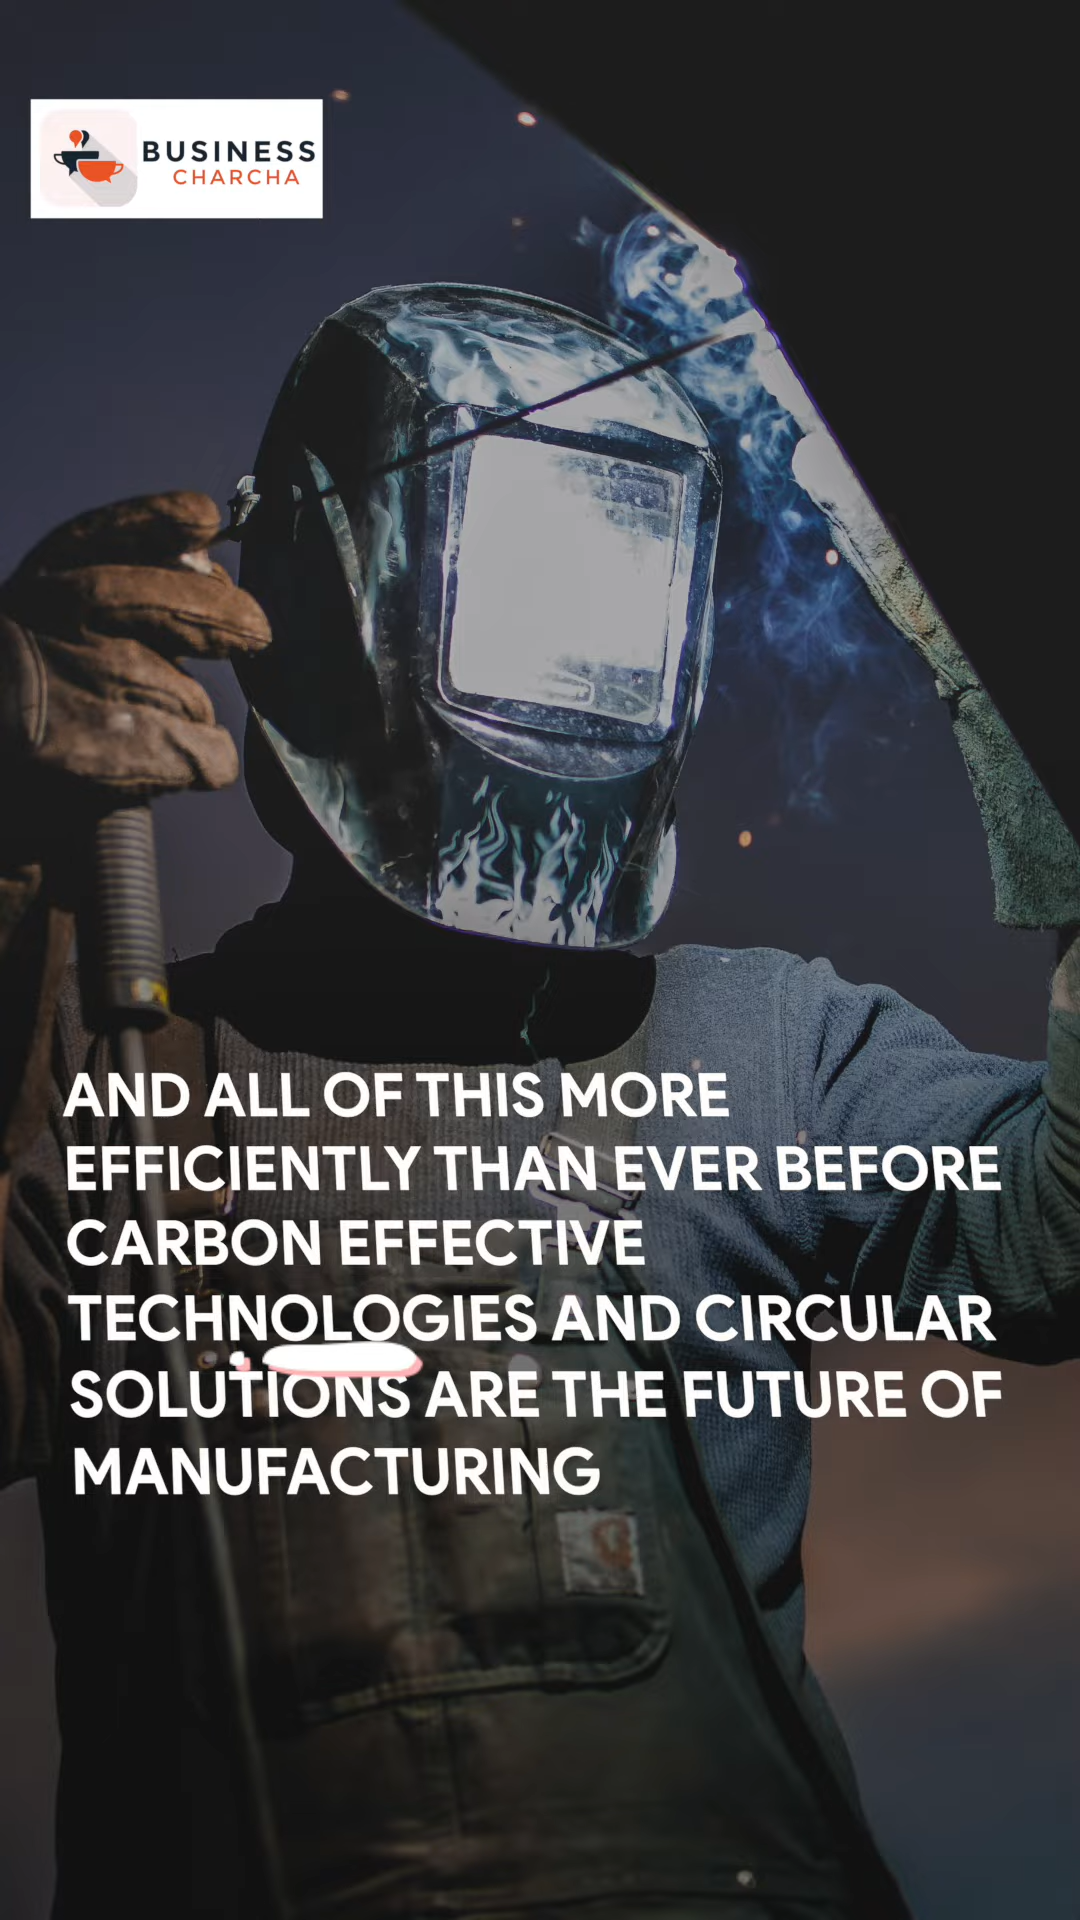 BUSINESS
CHARCHA
AND ALL OF THIS MORE
EFFICIENTLY THAN EVER BEFORE
CARBON EFFECTIVE
TECHNOLOGIES AND CIRCULAR
SOLUTIONS ARE THE FUTURE OF
MANUFACTURING